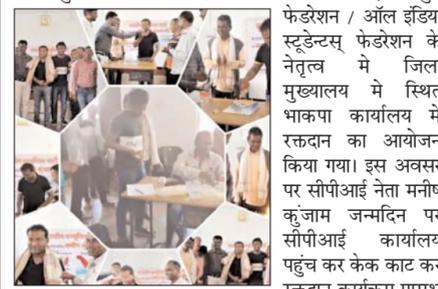 फेडरेशन / ऑल इंडिय
स्टूडेन्टस् फेडरेशन के
नेतृत्व मे जिल
मुख्यालय मे स्थित
भाकपा कार्यालय मे
रक्तदान का आयोजन
किया गया। इस अवसर
पर सीपीआई नेता मनीष
कुंजाम जन्मदिन पर
सीपीआई कार्यालय
पहुंच कर केक काट कर